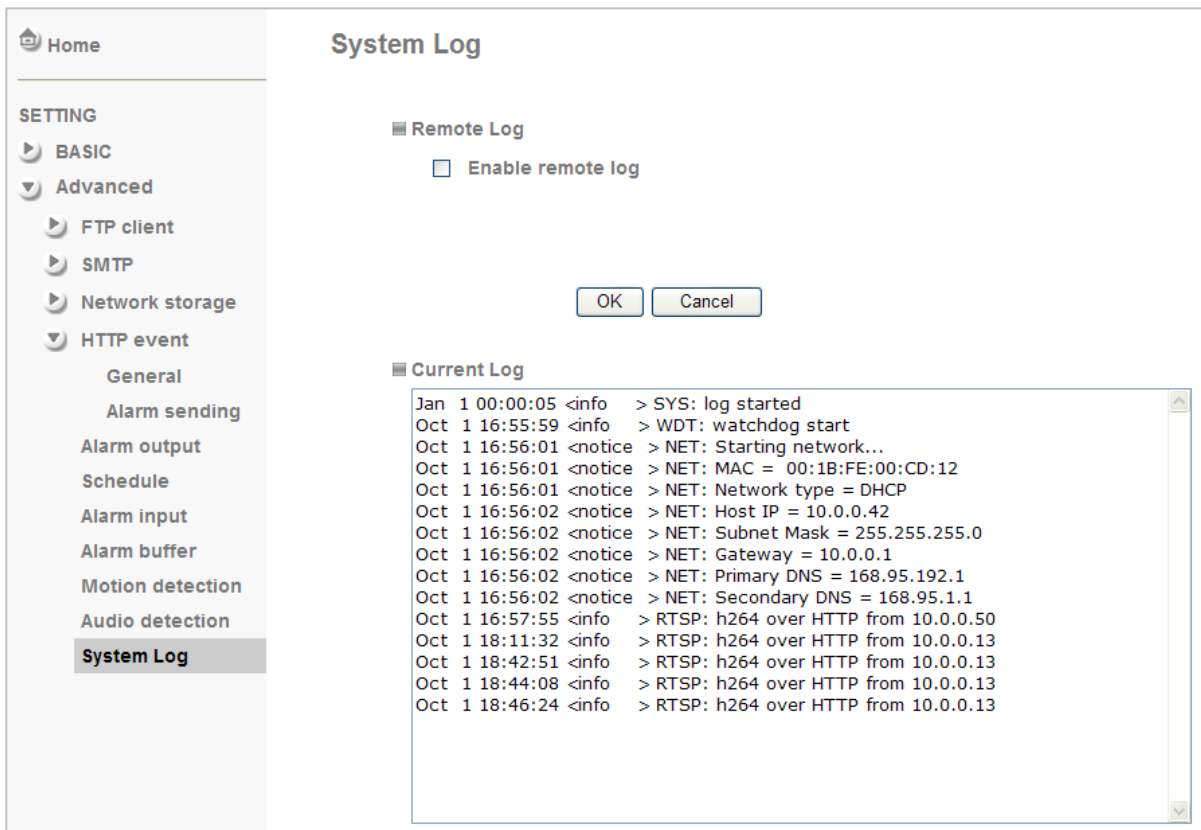 Home
SETTING
BASIC
Advanced
FTP client
SMTP
Network storage
HTTP event
General
Alarm sending
Alarm output
Schedule
Alarm input
Alarm buffer
Motion detection
Audio detection
System Log
System Log
Remote Log
Enable remote log
OK Cancel
Current Log
Jan 1 00:00:05 <info > SYS: log started
Oct 1 16:55:59 <info > WDT: watchdog start
Oct 1 16:56:01 <notice > NET: Starting network...
Oct 1 16:56:01 <notice > NET: MAC = 00:1B:FE:00:CD:12
Oct 1 16:56:01 <notice > NET: Network type = DHCP
Oct 1 16:56:02 <notice > NET: Host IP = 10.0.0.42
Oct 1 16:56:02 <notice > NET: Subnet Mask = 255.255.255.0
Oct 1 16:56:02 <notice > NET: Gateway = 10.0.0.1
Oct 1 16:56:02 <notice > NET: Primary DNS = 168.95.192.1
Oct 1 16:56:02 <notice > NET: Secondary DNS = 168.95.1.1
Oct 1 16:57:55 <info > RTSP: h264 over HTTP from 10.0.0.50
Oct 1 18:11:32 <info > RTSP: h264 over HTTP from 10.0.0.13
Oct 1 18:42:51 <info > RTSP: h264 over HTTP from 10.0.0.13
Oct 1 18:44:08 <info > RTSP: h264 over HTTP from 10.0.0.13
Oct 1 18:46:24 <info > RTSP: h264 over HTTP from 10.0.0.13